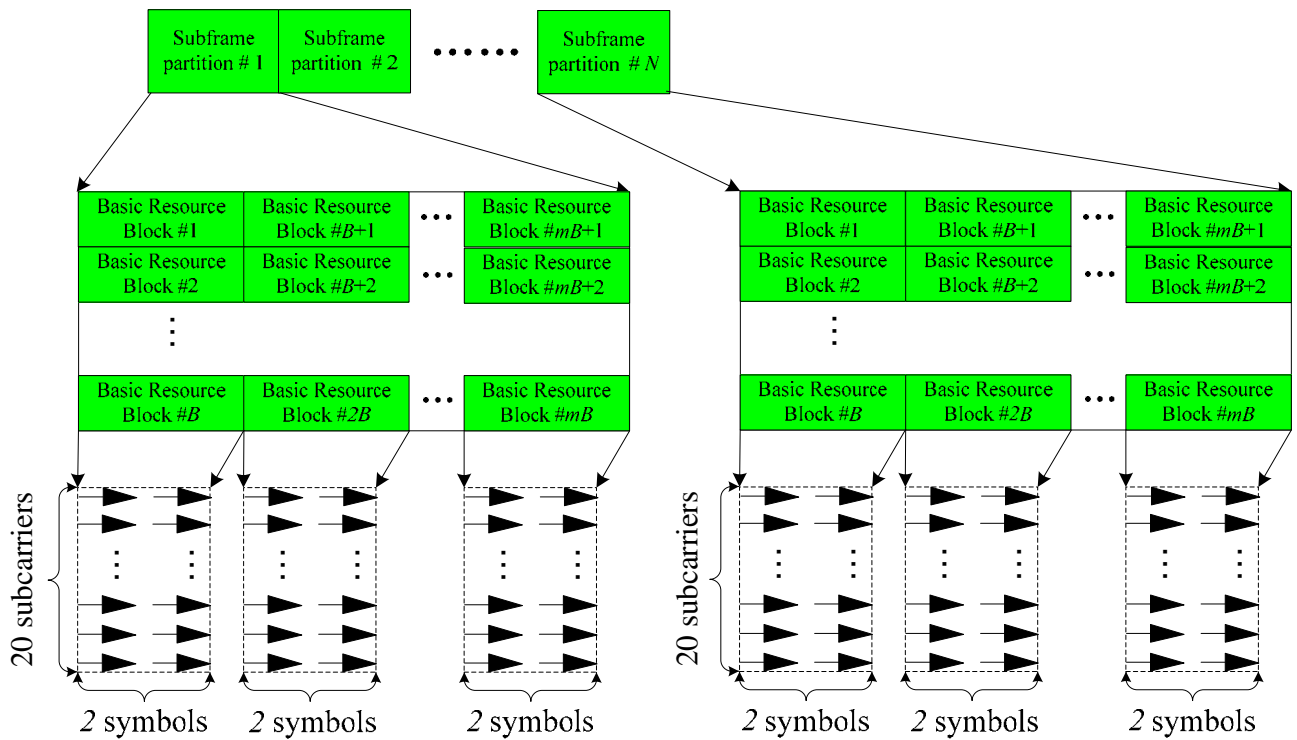 Subframe
partition # 1
Subframe
partition # 2
Subframe
partition # N
Basic Resource
Block #1
Basic Resource
Block #B+1
Basic Resource
Block #mB+1
Basic Resource
Block #2
Basic Resource
Block #B+2
Basic Resource
Block #mB+2
Basic Resource
Block #B
Basic Resource
Block #2B
Basic Resource
Block #mB
20 subcarriers
2 symbols
2 symbols
2 symbols
Basic Resource
Block #1
Basic Resource
Block #B+1
Basic Resource
Block #mB+1
Basic Resource
Block #2
Basic Resource
Block #B+2
Basic Resource
Block #mB+2
Basic Resource
Block #B
Basic Resource
Block #2B
Basic Resource
Block #mB
20 subcarriers
2 symbols
2 symbols
2 symbols